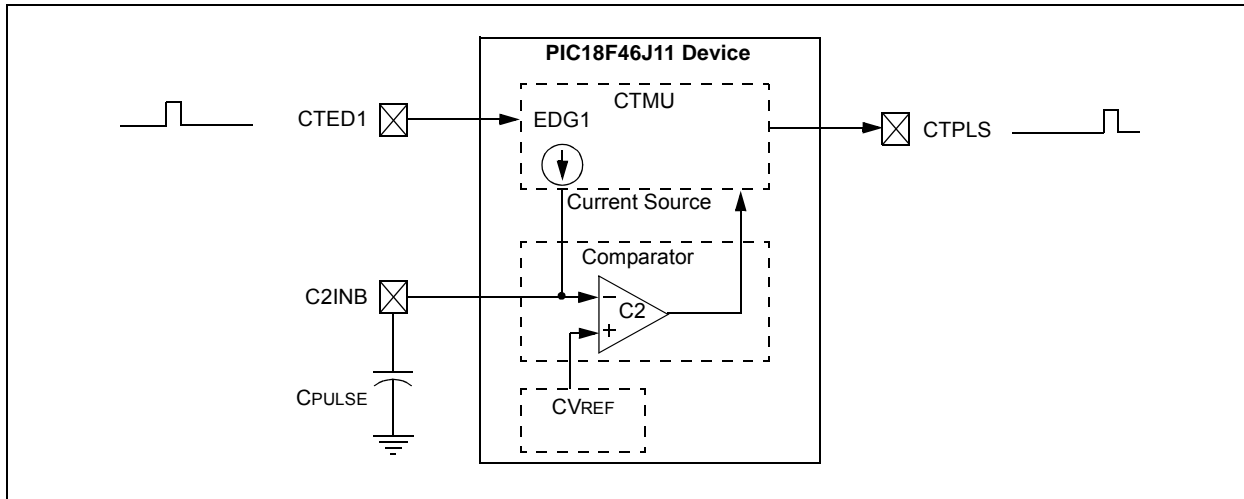 PIC18F46J11 Device
CTMU
CTED1
EDG1
CTPLS
Current Source
Comparator
C2INB
−
C2
+
CPULSE
CVREF